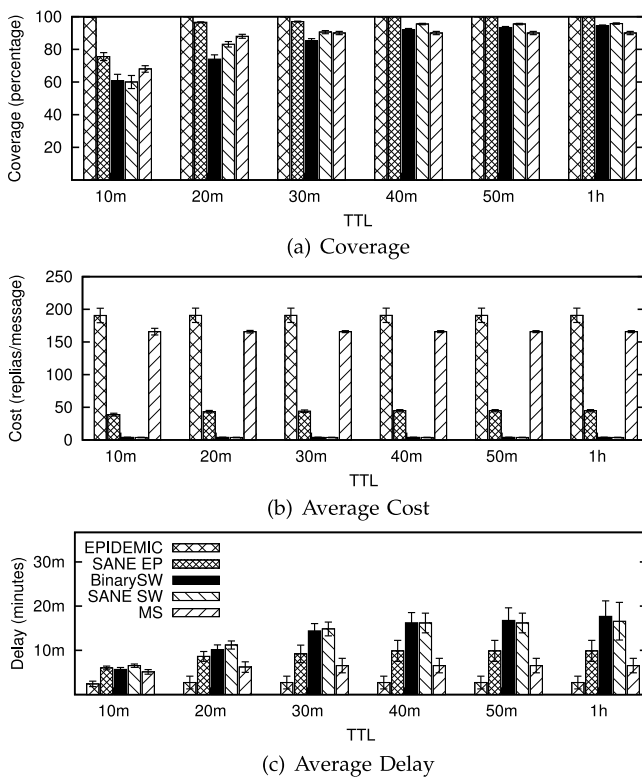 Coverage (percentage)
100
80
60
40
20
10m 20m 30m 40m 50m 1h
TTL
(a) Coverage
Cost (replias/message)
250
200
150
100
50
0
10m 20m 30m 40m 50m 1h
TTL
(b) Average Cost
Delay (minutes)
30m
20m
10m
EPIDEMIC
SANE EP
BinarySW
SANE SW
MS
10m 20m 30m 40m 50m 1h
TTL
(c) Average Delay